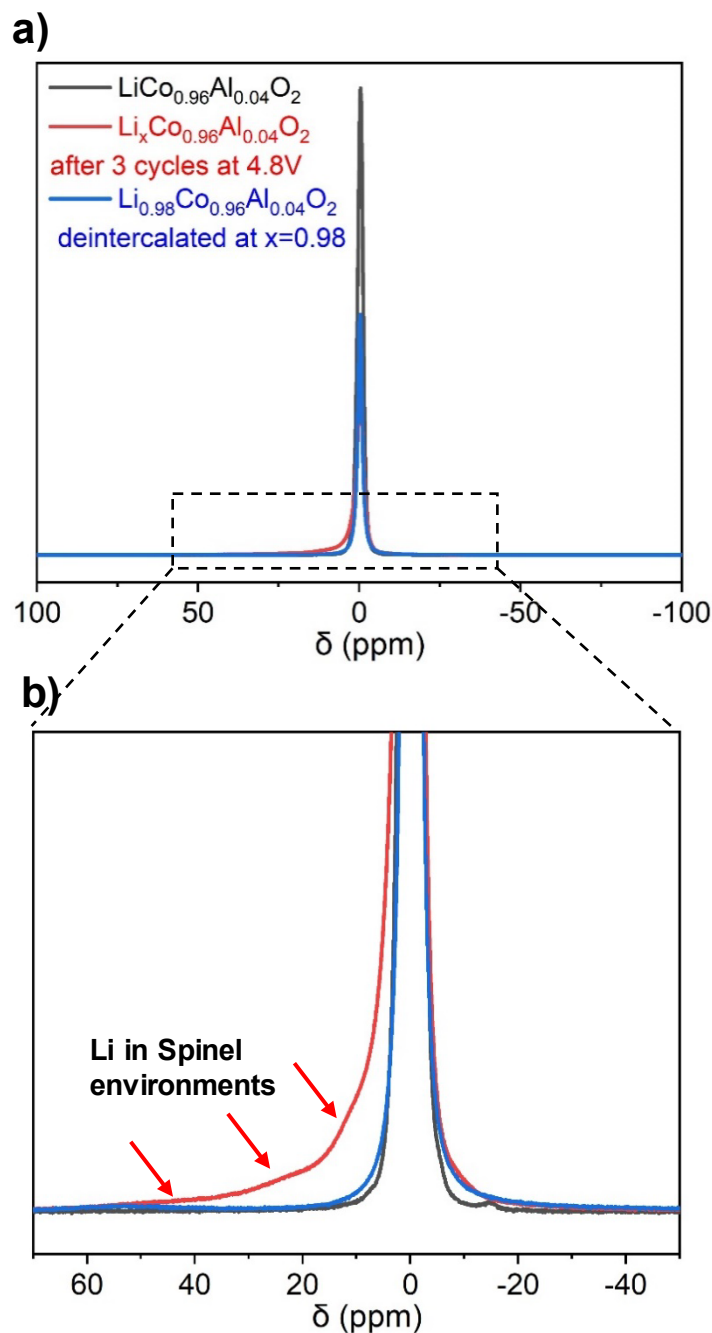 a)
LiCo0.96Al0.04O2
LixCo0.96Al0.04O2
after 3 cycles at 4.8V
Li0.98Co0.96Al0.04O2
deintercalated at x=0.98
100 50 0 -50 -100
δ (ppm)
b)
Li in Spinel
environments
60 40 20 0 -20 -40
δ (ppm)